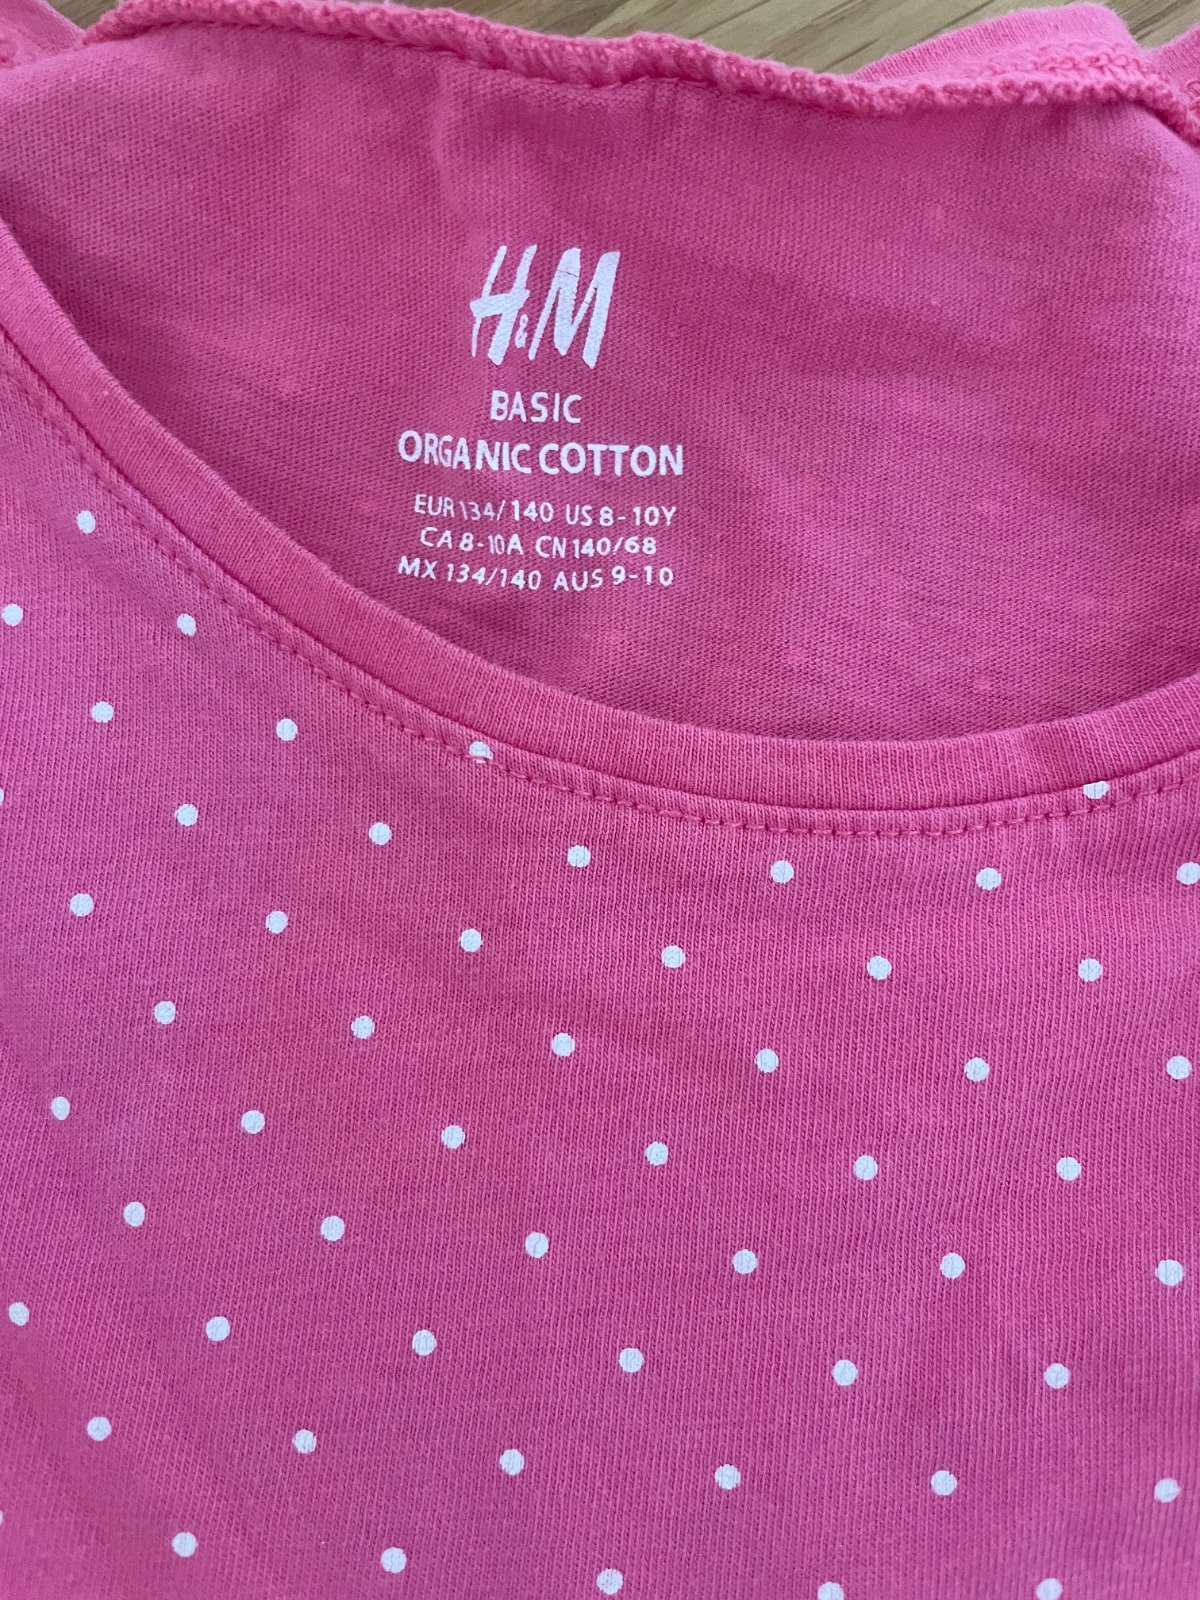 H&M
BASIC
ORGANIC COTTON
EUR 134/140 US 8-10Y
CA 8-10A CN 140/68
MX 134/140 AUS 9-10